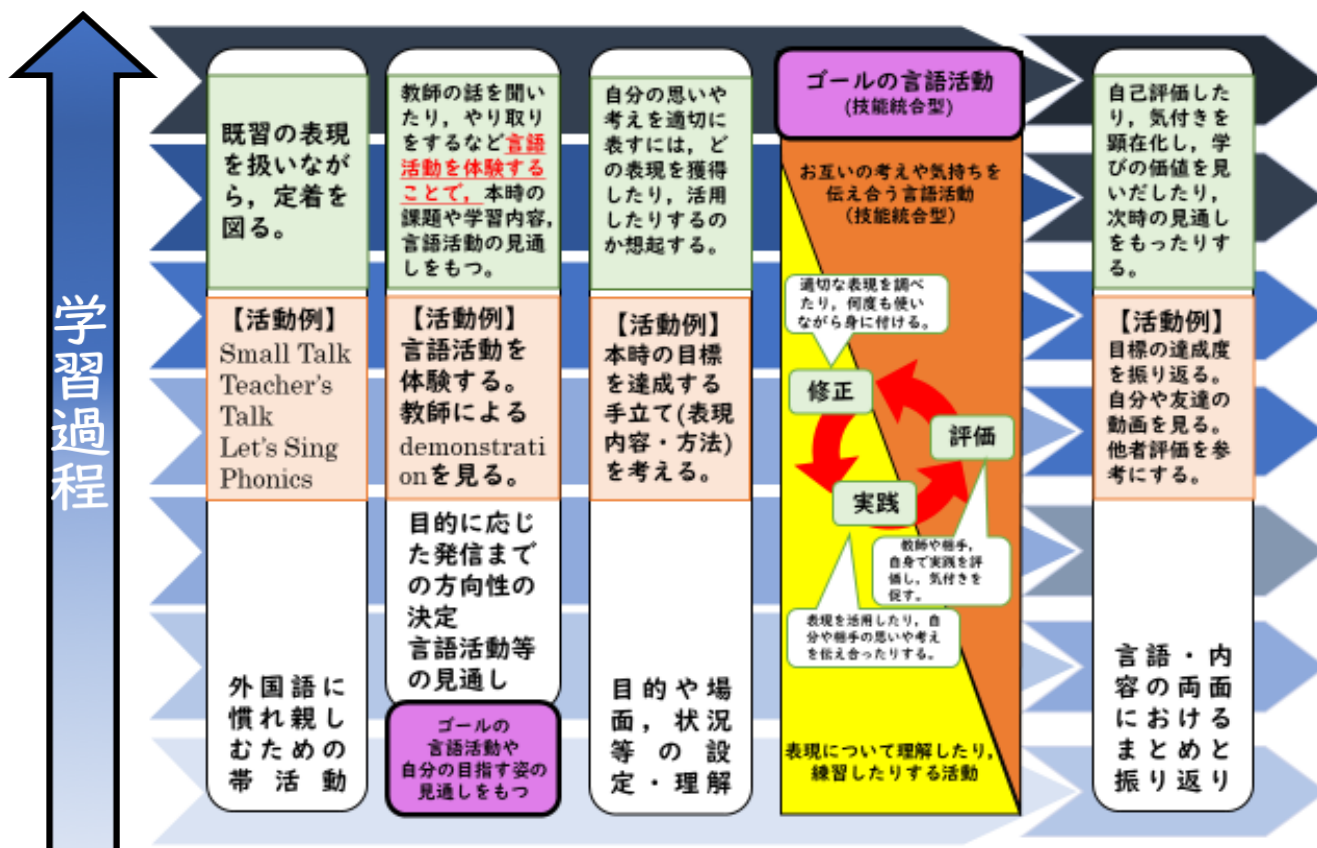 学習過程
既習の表現
を扱いなが
ら，定着を
図る。
【活動例】
Small Talk
Teacher's
Talk
Let's Sing
Phonics
外国語に
慣れ親し
むための
帯活動
教師の話を聞い
たり，やり取り
をするなど言語
活動を体験する
ことで，本時の
課題や学習内容，
言語活動の見通
しをもつ。
【活動例】
言語活動を
体験する。
教師による
demonstrati
onを見る。
目的に応じ
た発信まで
の方向性の
決定
言語活動等
の見通し
ゴールの
言語活動や
自分の目指す姿の
見通しをもつ
自分の思いや
考えを適切に
表すには，ど
の表現を獲得
したり，活用
したりするの
か想起する。
【活動例】
本時の目標
を達成する
手立て(表現
内容・方法)
を考える。
目的や場
面，状況
等の設
定・理解
ゴールの言語活動
(技能統合型)
お互いの考えや気持ちを
伝え合う言語活動
(技能統合型)
適切な表現を調べ
たり，何度も使い
ながら身に付ける。
修正
評価
実践
教師や相手，
自身で実践を評
価し，気付きを
促す。
表現を活用したり，自
分や相手の思いや考え
を伝え合ったりする。
表現について理解したり，
練習したりする活動
自己評価した
り，気付きを
顕在化し，学
びの価値を見
いだしたり，
次時の見通し
をもったりす
る。
【活動例】
目標の達成度
を振り返る。
自分や友達の
動画を見る。
他者評価を参
考にする。
言語・内
容の両面
における
まとめと
振り返り